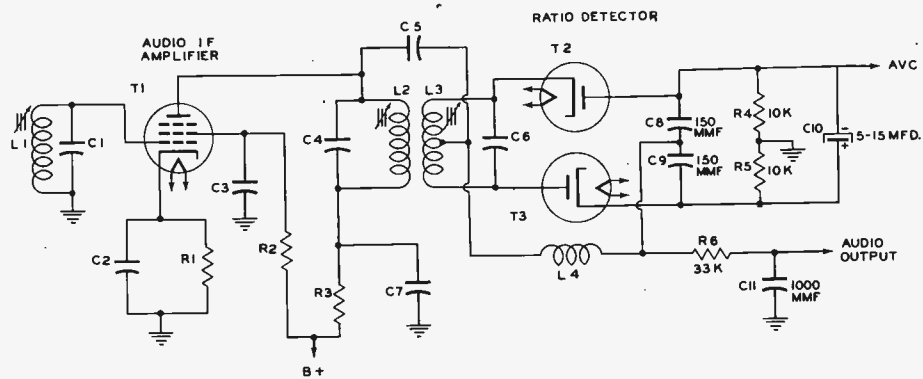 RATIO DETECTOR
AUDIO IF
AMPLIFIER
T1
C5
T2
AVC
L1
C1
C2
R1
C3
R2
C4
L2
L3
R3
C7
B+
C6
T3
L4
C8
150
MMF
C9
150
MMF
R4
10K
R5
10K
C10
-
+
5-15 MFD.
R6
33K
C11
1000
MMF
AUDIO
OUTPUT